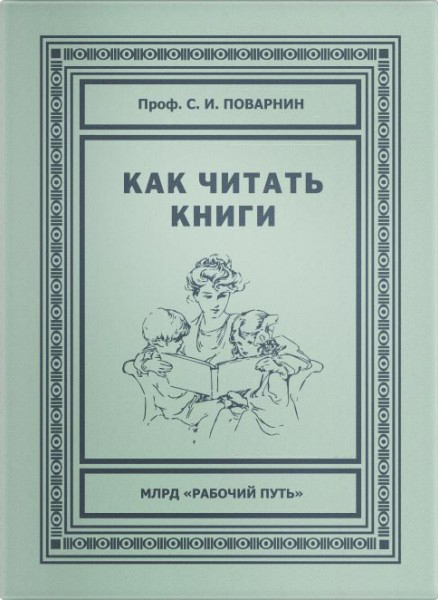 Проф. С. И. ПОВАРНИН
КАК ЧИТАТЬ
КНИГИ
МЛРД «РАБОЧИЙ ПУТЬ»